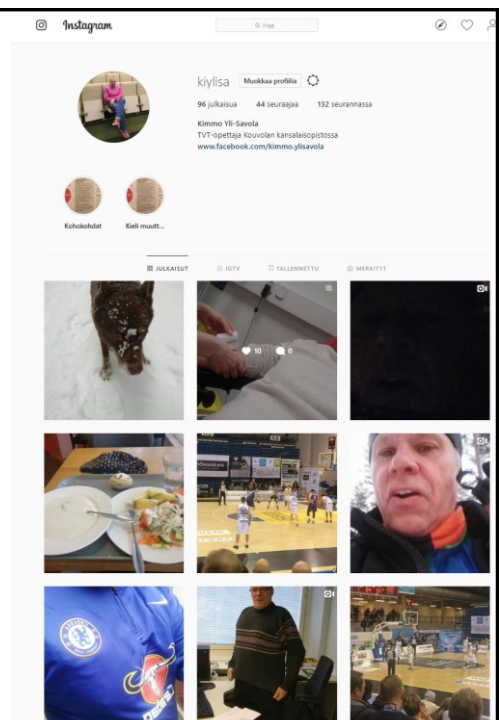 Instagram
Hae
kiylisa Muokkaa profiilia
96 julkaisua 44 seuraajaa 132 seurannassa
Kimmo Yli-Savola
TVT-opettaja Kouvolan kansalaisopistossa
www.facebook.com/kimmo.ylisavola
Kohokohdat Kieli muutt...
JULKAISUT IGTV TALLENNETTU MERKITYT
10 0